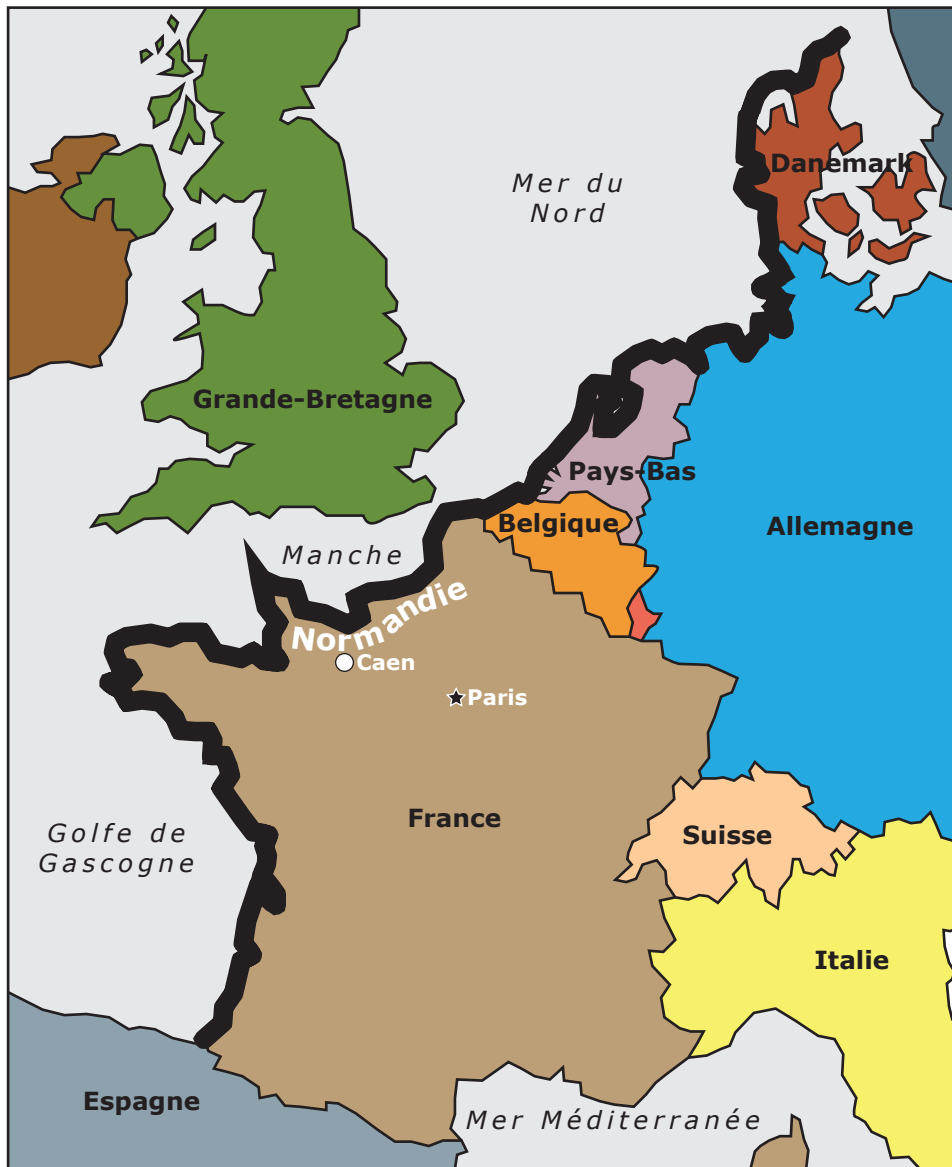 Danemark
Mer du
Nord
Grande-Bretagne
Pays-Bas
Belgique
Allemagne
Manche
Normandie
Caen
Paris
France
Suisse
Golfe de
Gascogne
Italie
Espagne
Mer Méditerranée